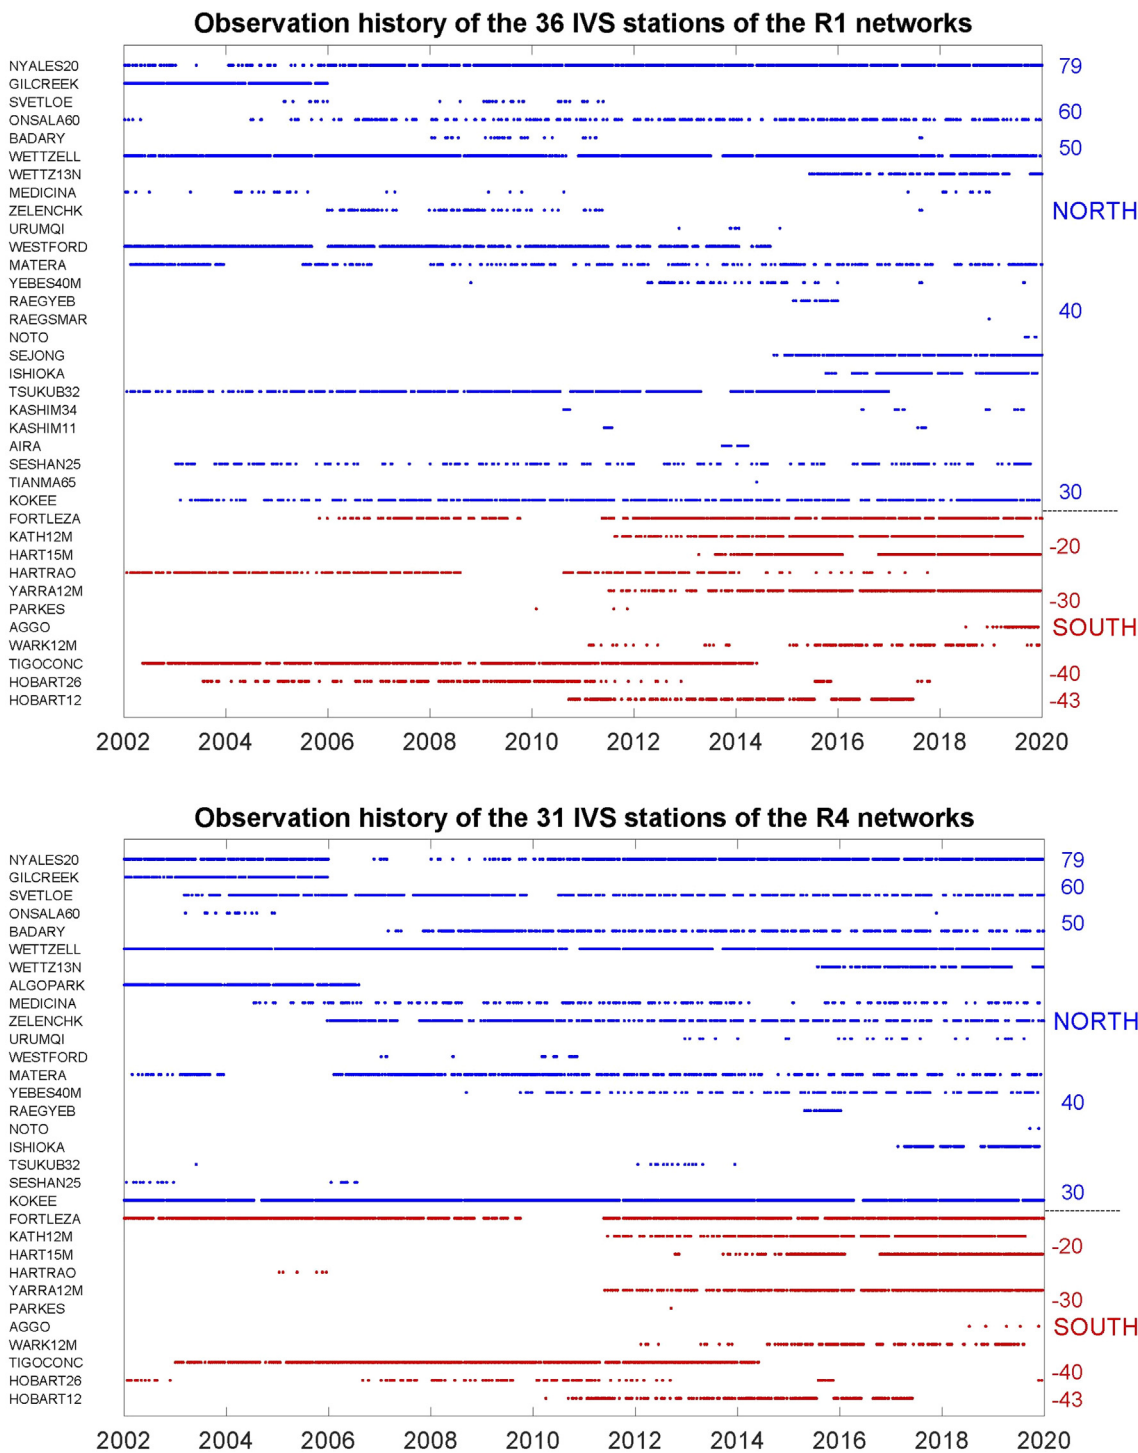 Observation history of the 36 IVS stations of the R1 networks
NYALES20 79
GILCREEK
SVETLOE 60
ONSALA60
BADARY 50
WETTZELL
WETTZ13N
MEDICINA
ZELENCHK NORTH
URUMQI
WESTFORD
MATERA
YEBES40M
RAEGYEB 40
RAEGSMAR
NOTO
SEJONG
ISHIOKA
TSUKUB32
KASHIM34
KASHIM11
AIRA
SESHAN25
TIANMA65 30
KOKEE
FORTLEZA
KATH12M -20
HART15M
HARTRAO
YARRA12M -30
PARKES
AGGO SOUTH
WARK12M
TIGOCONC -40
HOBART26
HOBART12 -43
2002 2004 2006 2008 2010 2012 2014 2016 2018 2020
Observation history of the 31 IVS stations of the R4 networks
NYALES20 79
GILCREEK 60
SVETLOE
ONSALA60 50
BADARY
WETTZELL
WETTZ13N
ALGOPARK
MEDICINA
ZELENCHK NORTH
URUMQI
WESTFORD
MATERA
YEBES40M 40
RAEGYEB
NOTO
ISHIOKA
TSUKUB32
SESHAN25 30
KOKEE
FORTLEZA
KATH12M -20
HART15M
HARTRAO
YARRA12M -30
PARKES
AGGO SOUTH
WARK12M
TIGOCONC -40
HOBART26
HOBART12 -43
2002 2004 2006 2008 2010 2012 2014 2016 2018 2020